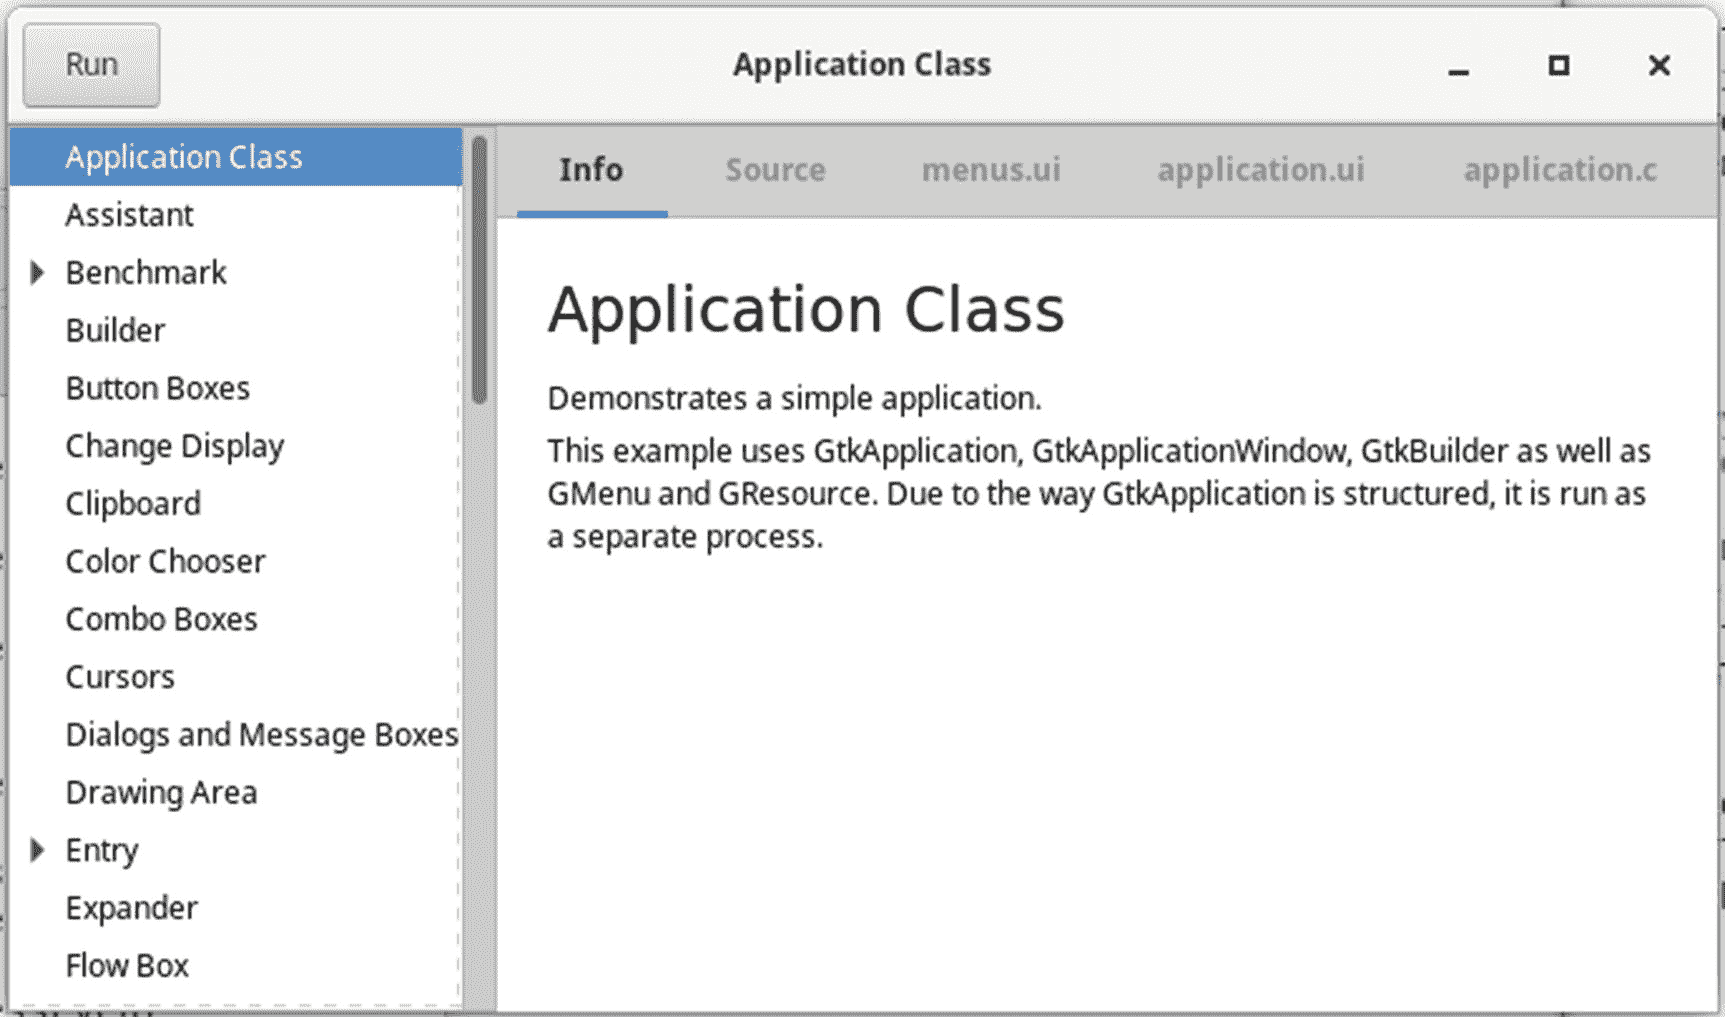 Run
Application Class
Application Class
Assistant
Benchmark
Builder
Button Boxes
Change Display
Clipboard
Color Chooser
Combo Boxes
Cursors
Dialogs and Message Boxes
Drawing Area
Entry
Expander
Flow Box
Info
Source
menus.ui
application.ui
application.c
Application Class
Demonstrates a simple application.
This example uses GtkApplication, GtkApplicationWindow, GtkBuilder as well as
GMenu and GResource. Due to the way GtkApplication is structured, it is run as
a separate process.